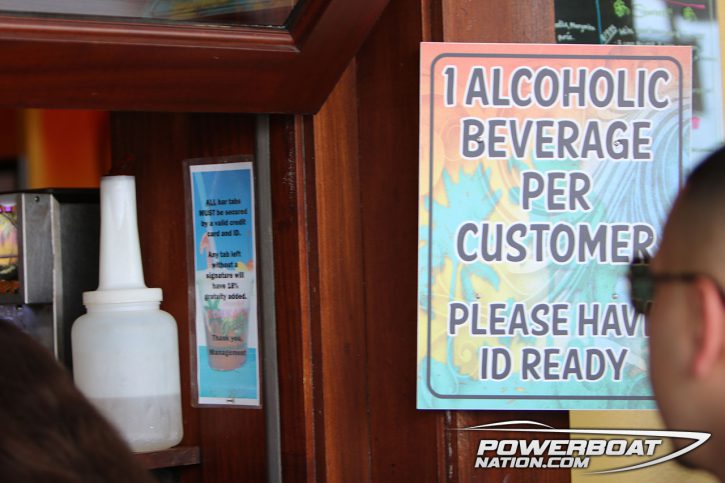 1 ALCOHOLIC
BEVERAGE
PER
CUSTOMER
PLEASE HAVE
ID READY
ALL bar tabs
MUST be secured
by a valid credit
card and ID.
Any tab left
without a
signature will
have 18%
gratuity added.
Thank you,
Management
POWERBOAT
NATION.COM